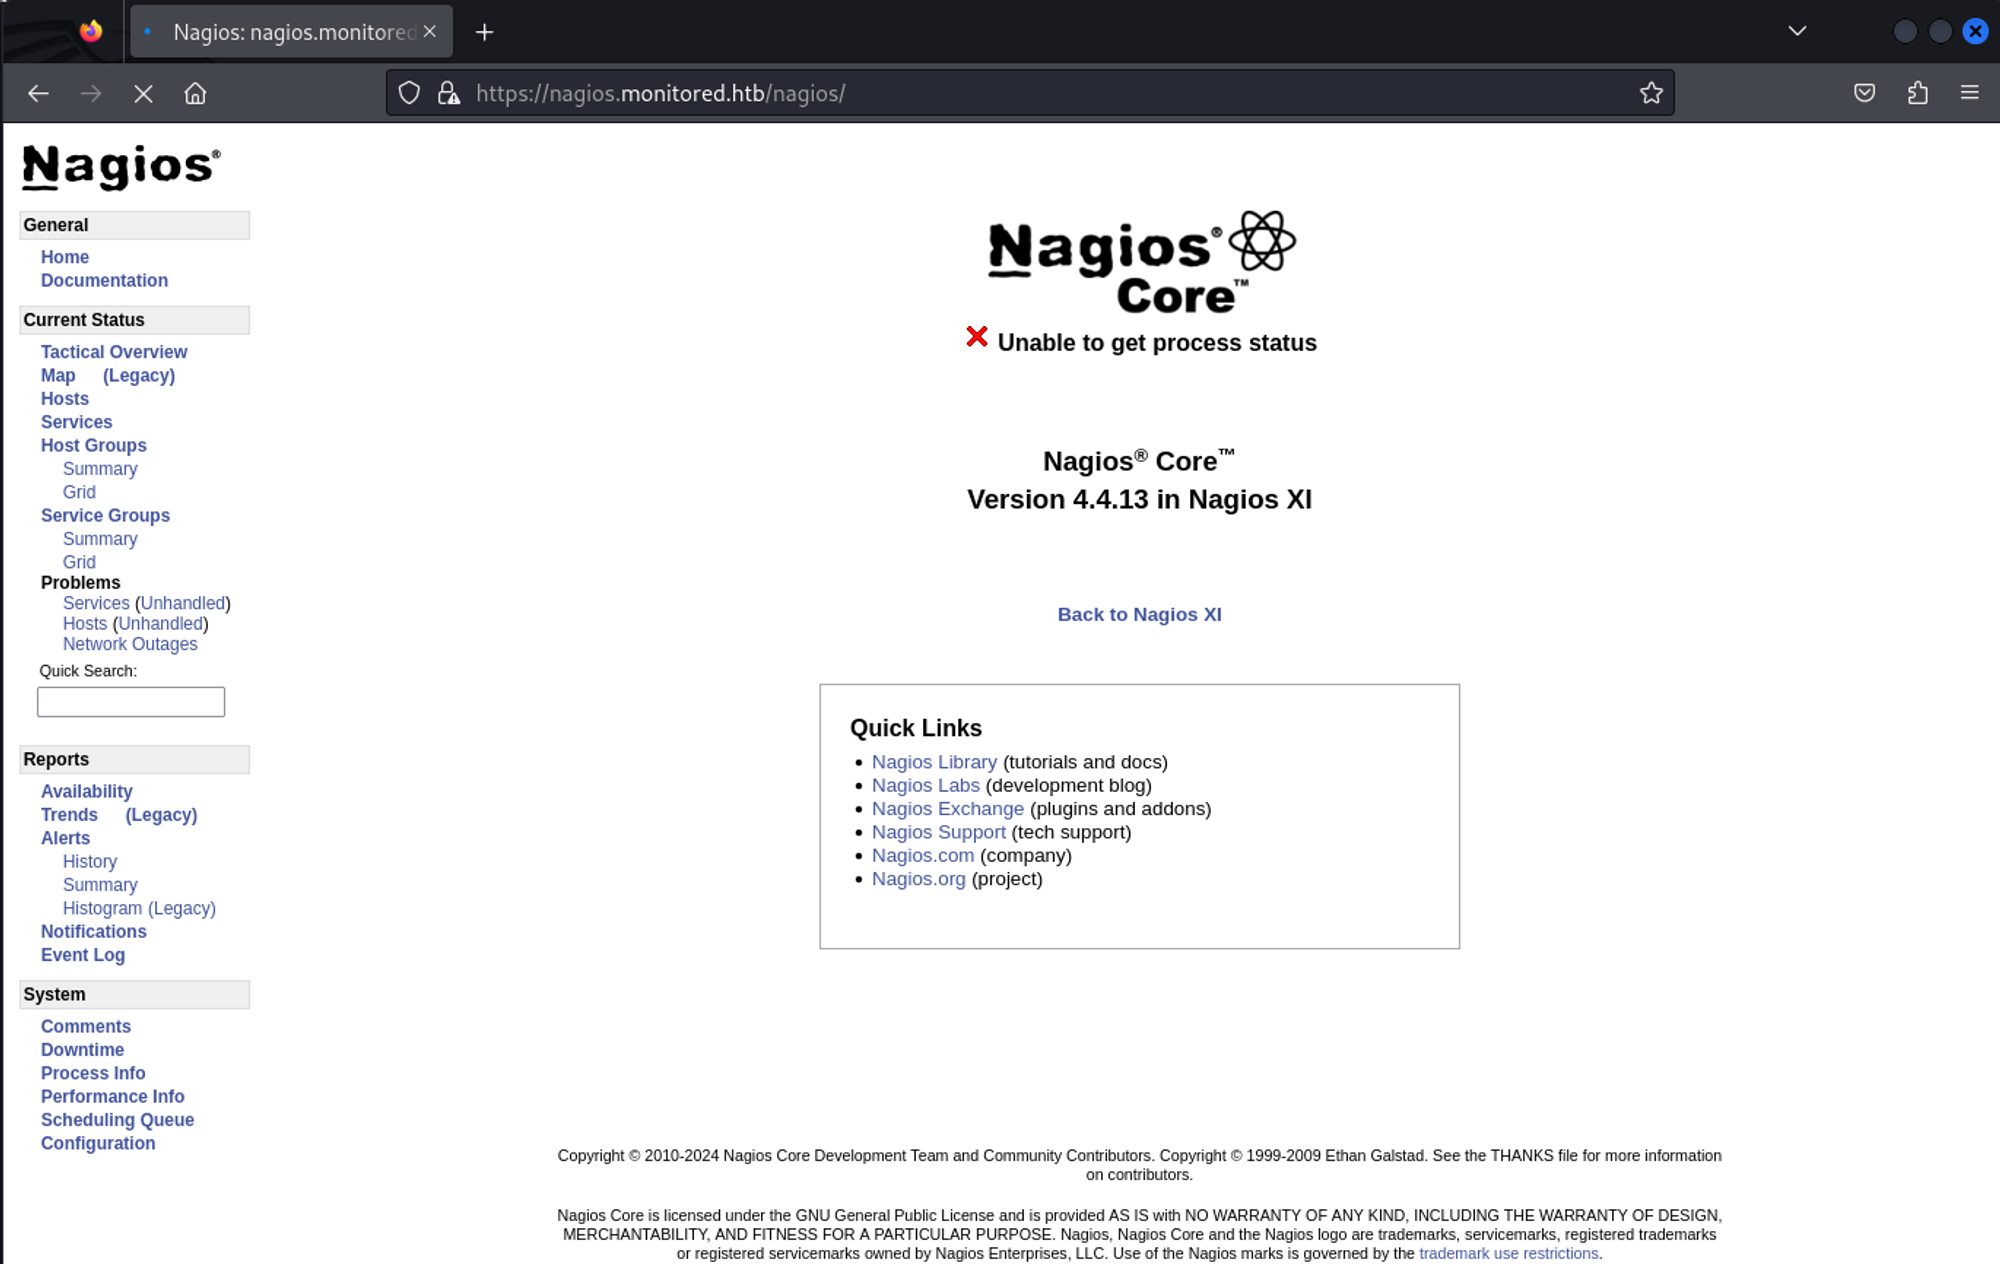 Nagios: nagios.monitored
https://nagios.monitored.htb/nagios/
Nagios®
General
Home
Documentation
Current Status
Tactical Overview
Map (Legacy)
Hosts
Services
Host Groups
Summary
Grid
Service Groups
Summary
Grid
Problems
Services (Unhandled)
Hosts (Unhandled)
Network Outages
Quick Search:
Reports
Availability
Trends (Legacy)
Alerts
History
Summary
Histogram (Legacy)
Notifications
Event Log
System
Comments
Downtime
Process Info
Performance Info
Scheduling Queue
Configuration
Nagios®
Core™
Unable to get process status
Nagios® Core™
Version 4.4.13 in Nagios XI
Back to Nagios XI
Quick Links
• Nagios Library (tutorials and docs)
• Nagios Labs (development blog)
• Nagios Exchange (plugins and addons)
• Nagios Support (tech support)
• Nagios.com (company)
• Nagios.org (project)
Copyright © 2010-2024 Nagios Core Development Team and Community Contributors. Copyright © 1999-2009 Ethan Galstad. See the THANKS file for more information
on contributors.
Nagios Core is licensed under the GNU General Public License and is provided AS IS with NO WARRANTY OF ANY KIND, INCLUDING THE WARRANTY OF DESIGN,
MERCHANTABILITY, AND FITNESS FOR A PARTICULAR PURPOSE. Nagios, Nagios Core and the Nagios logo are trademarks, servicemarks, registered trademarks
or registered servicemarks owned by Nagios Enterprises, LLC. Use of the Nagios marks is governed by the trademark use restrictions.